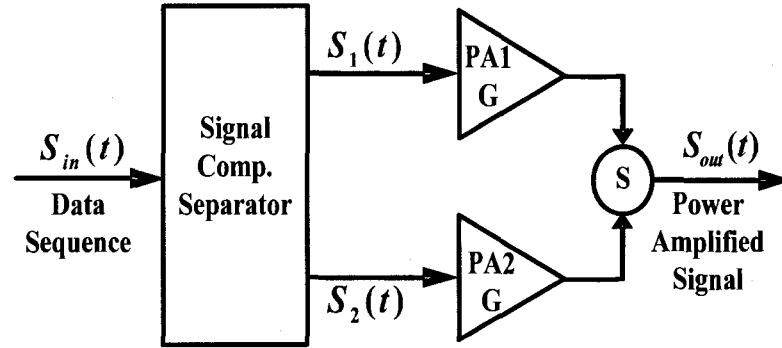 S_in(t)
Data
Sequence
Signal
Comp.
Separator
S_1(t)
S_2(t)
PA1
G
PA2
G
S
S_out(t)
Power
Amplified
Signal